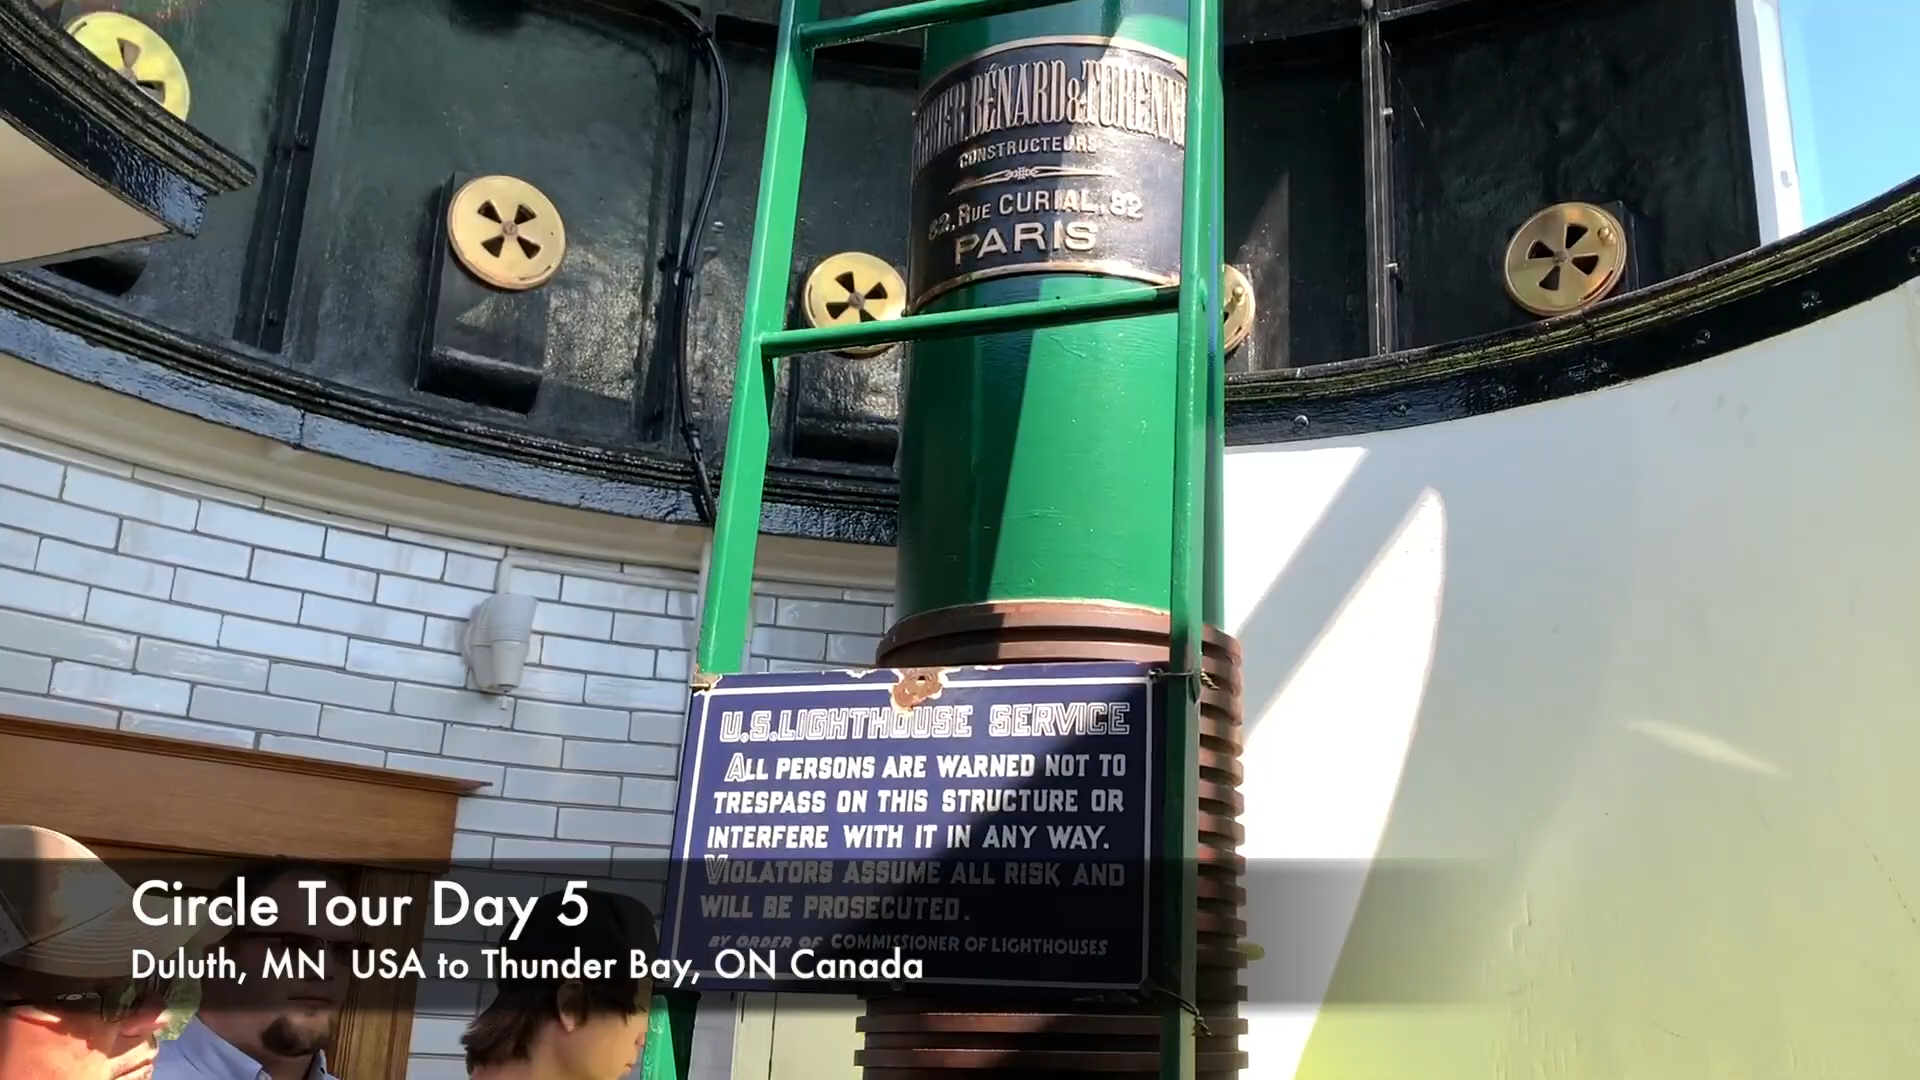 BÉNARD & TURENNE
CONSTRUCTEURS
82. RUE CURIAL. 82
PARIS
U.S. LIGHTHOUSE SERVICE
ALL PERSONS ARE WARNED NOT TO
TRESPASS ON THIS STRUCTURE OR
INTERFERE WITH IT IN ANY WAY.
VIOLATORS ASSUME ALL RISK AND
WILL BE PROSECUTED.
BY ORDER OF COMMISSIONER OF LIGHTHOUSES
Circle Tour Day 5
Duluth, MN USA to Thunder Bay, ON Canada